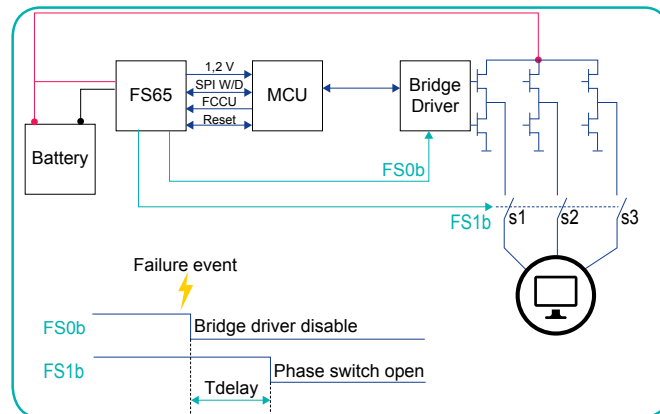 1,2 V
SPI W/D
FCCU
Reset
FS65
MCU
Bridge
Driver
Battery
FS0b
FS1b
s1
s2
s3
Failure event
FS0b
Bridge driver disable
FS1b
Phase switch open
Tdelay